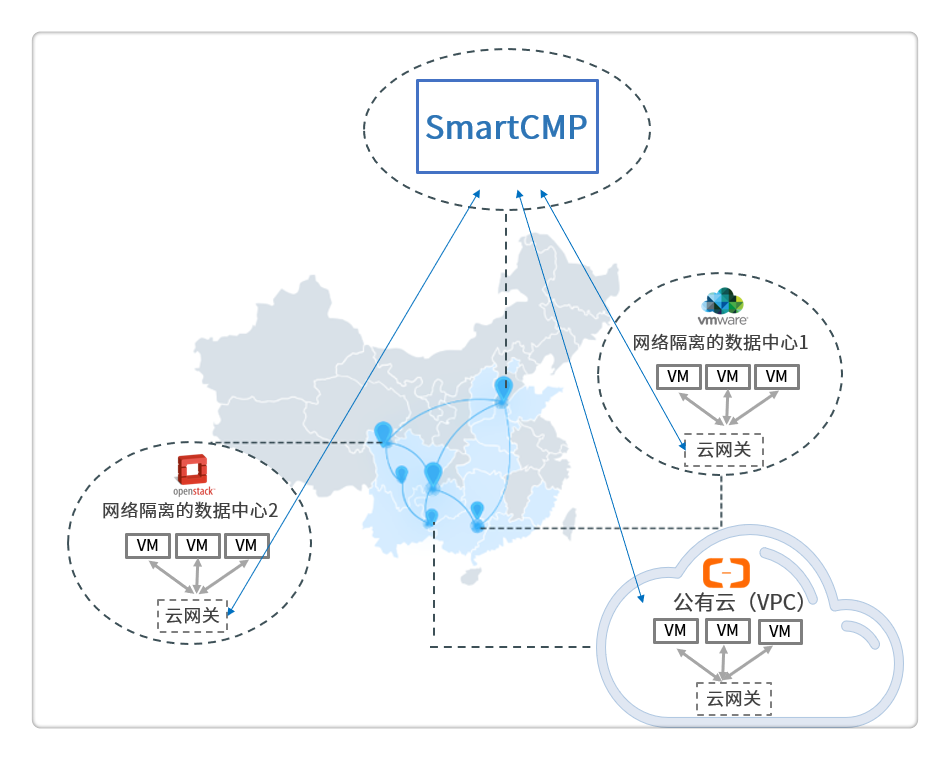 SmartCMP
vmware
网络隔离的数据中心1
VM VM VM
云网关
openstack
网络隔离的数据中心2
VM VM VM
云网关
公有云（VPC）
VM VM VM
云网关